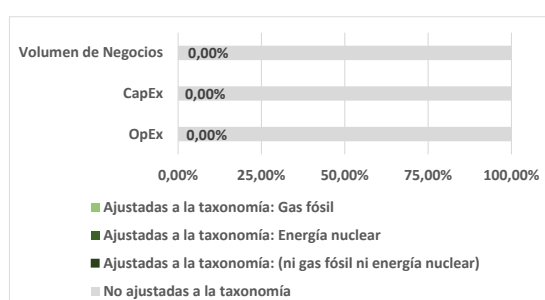 Volumen de Negocios 0,00%
CapEx 0,00%
OpEx 0,00%
0,00% 25,00% 50,00% 75,00% 100,00%
Ajustadas a la taxonomía: Gas fósil
Ajustadas a la taxonomía: Energía nuclear
Ajustadas a la taxonomía: (ni gas fósil ni energía nuclear)
No ajustadas a la taxonomía